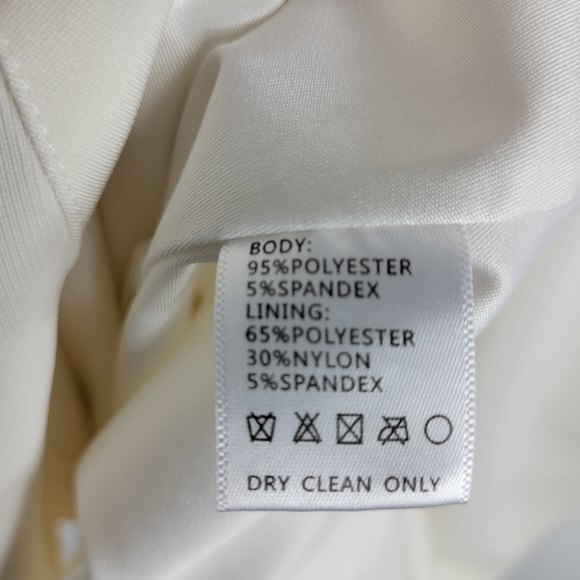 BODY:
95%POLYESTER
5%SPANDEX
LINING:
65%POLYESTER
30%NYLON
5%SPANDEX
DRY CLEAN ONLY